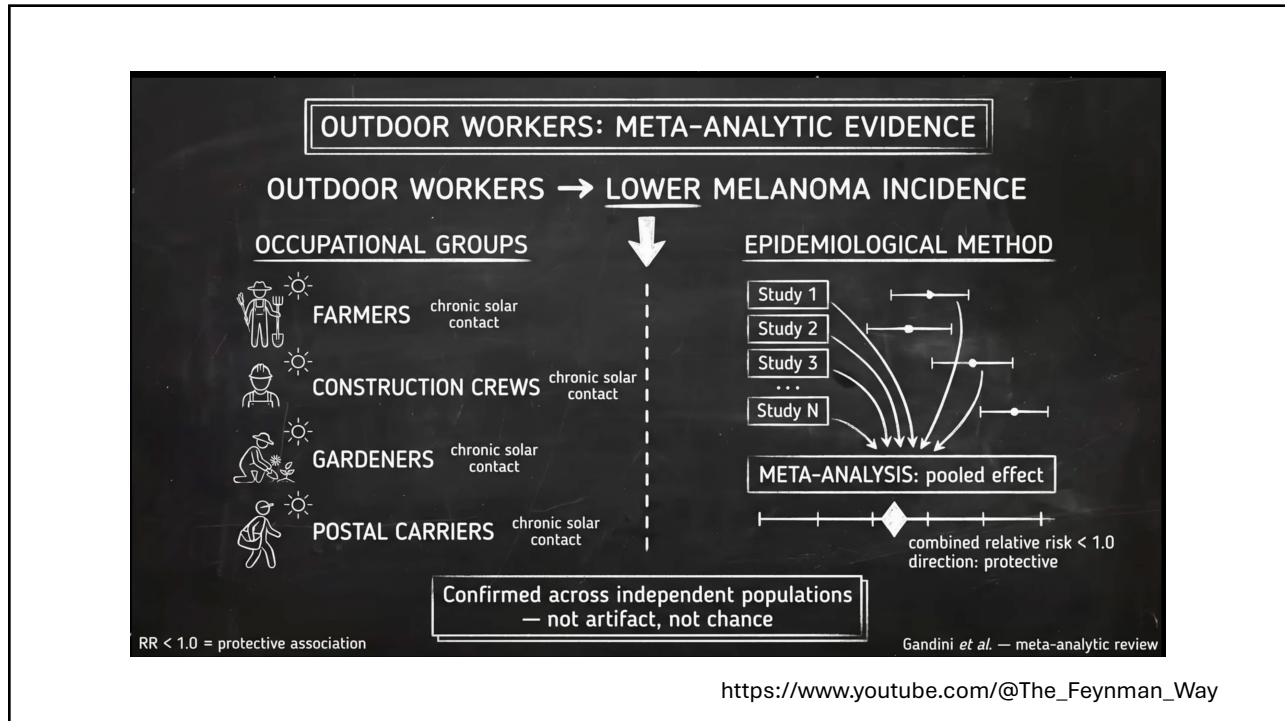 OUTDOOR WORKERS: META-ANALYTIC EVIDENCE
OUTDOOR WORKERS → LOWER MELANOMA INCIDENCE
OCCUPATIONAL GROUPS
FARMERS
chronic solar
contact
CONSTRUCTION CREWS
chronic solar
contact
GARDENERS
chronic solar
contact
POSTAL CARRIERS
chronic solar
contact
EPIDEMIOLOGICAL METHOD
Study 1
Study 2
Study 3
...
Study N
META-ANALYSIS: pooled effect
combined relative risk < 1.0
direction: protective
Confirmed across independent populations
— not artifact, not chance
RR < 1.0 = protective association
Gandini et al. — meta-analytic review
https://www.youtube.com/@The_Feynman_Way